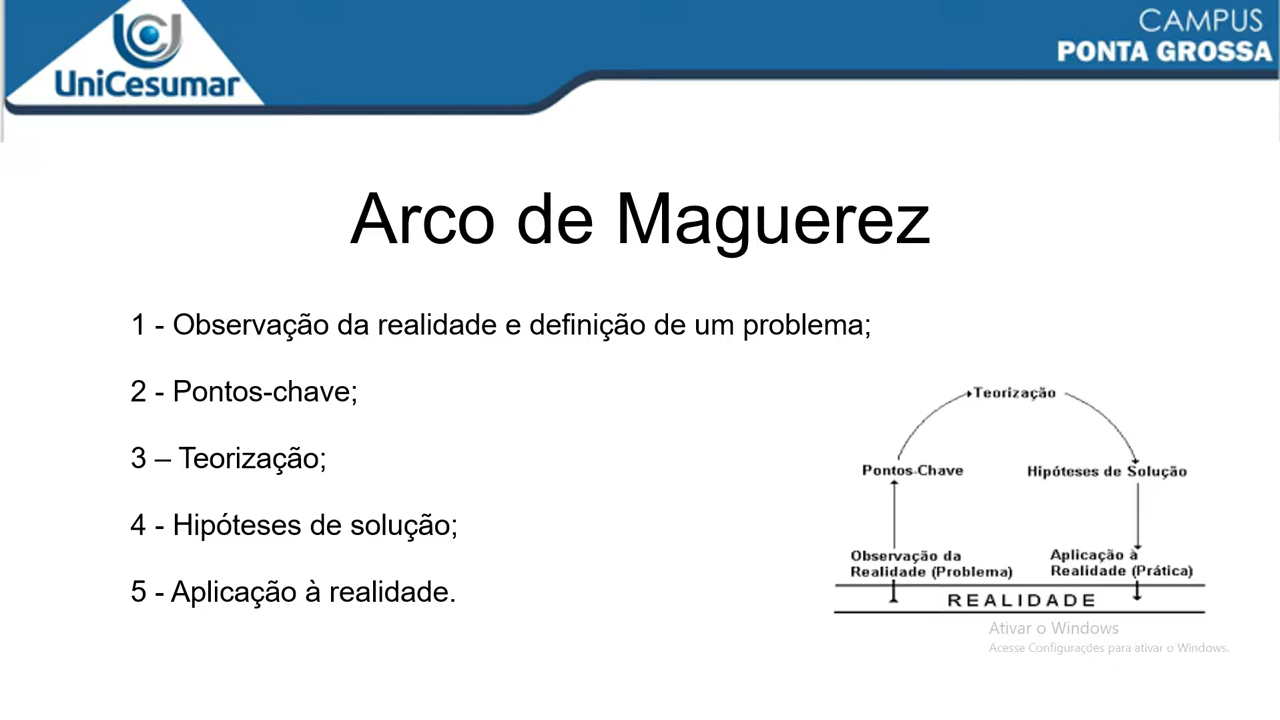 UniCesumar
CAMPUS
PONTA GROSSA
Arco de Maguerez
1 - Observação da realidade e definição de um problema;
2 - Pontos-chave;
3 – Teorização;
4 - Hipóteses de solução;
5 - Aplicação à realidade.
Teorização
Pontos-Chave
Hipóteses de Solução
Observação da
Realidade (Problema)
Aplicação à
Realidade (Prática)
REALIDADE
Ativar o Windows
Acesse Configurações para ativar o Windows.